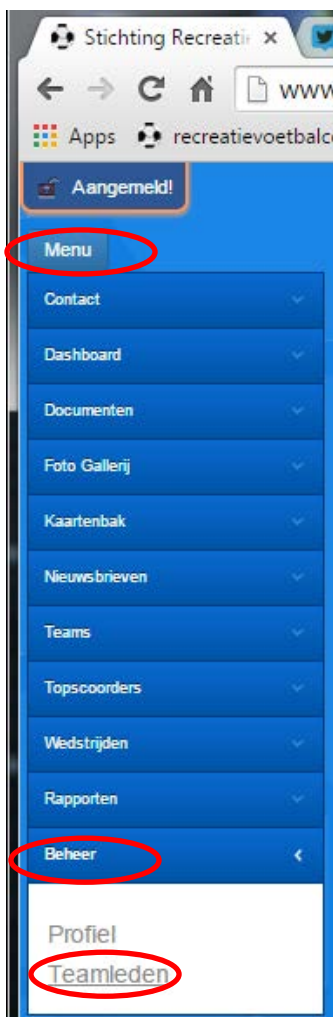 Stichting Recreati
www
Apps recreatievoetbalc
Aangemeld!
Menu
Contact
Dashboard
Documenten
Foto Gallerij
Kaartenbak
Nieuwsbrieven
Teams
Topscoorders
Wedstrijden
Rapporten
Beheer
Profiel
Teamleden